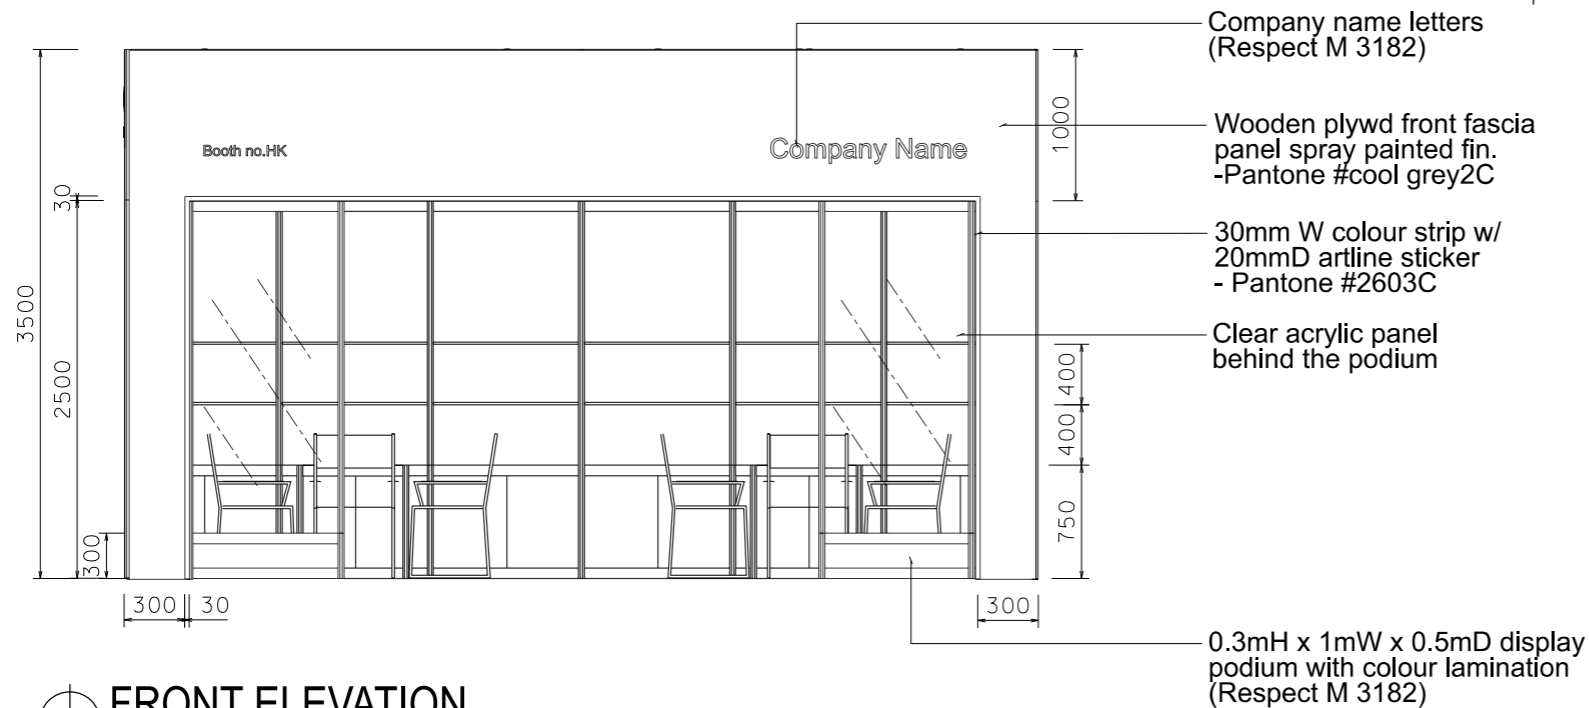 Company name letters
(Respect M 3182)
Wooden plywd front fascia
panel spray painted fin.
-Pantone #cool grey2C
30mm W colour strip w/
20mmD artline sticker
- Pantone #2603C
Clear acrylic panel
behind the podium
0.3mH x 1mW x 0.5mD display
podium with colour lamination
(Respect M 3182)
Booth no.HK
Company Name
3500
30
2500
300
300
30
300
1000
400
400
750
FRONT ELEVATION